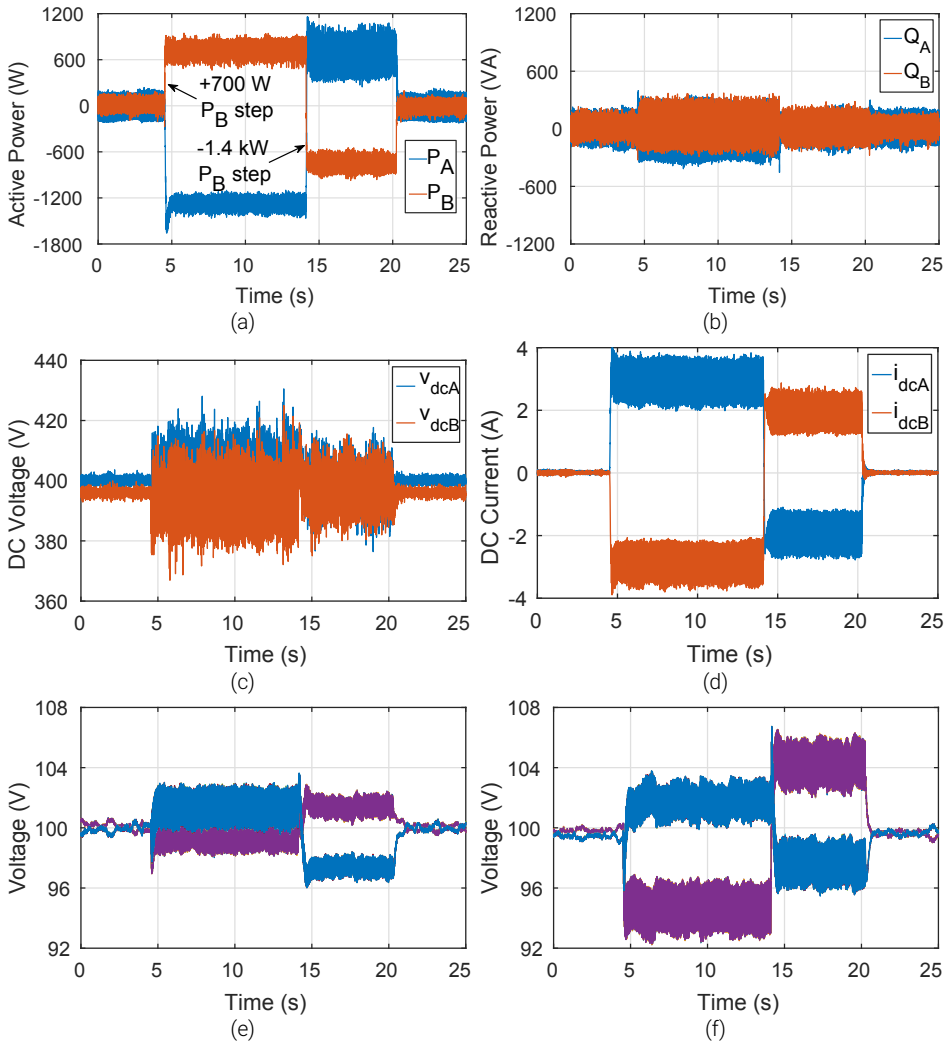 1200
600
0
-600
-1200
-1800
Active Power (W)
+700 W
P_B step
-1.4 kW
P_B step
P_A
P_B
0 5 10 15 20 25
Time (s)
(a)
1200
600
0
-600
-1200
Reactive Power (VA)
Q_A
Q_B
0 5 10 15 20 25
Time (s)
(b)
440
420
400
380
360
DC Voltage (V)
v_dcA
v_dcB
0 5 10 15 20 25
Time (s)
(c)
4
2
0
-2
-4
DC Current (A)
i_dcA
i_dcB
0 5 10 15 20 25
Time (s)
(d)
108
104
100
96
92
Voltage (V)
0 5 10 15 20 25
Time (s)
(e)
108
104
100
96
92
Voltage (V)
0 5 10 15 20 25
Time (s)
(f)